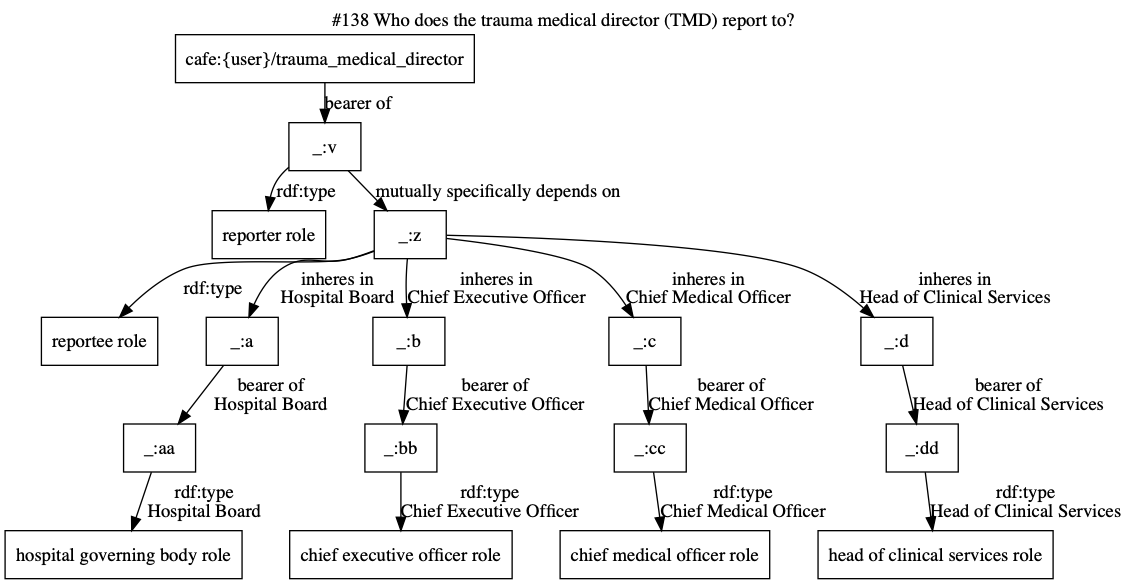 #138 Who does the trauma medical director (TMD) report to?
cafe:{user}/trauma_medical_director
bearer of
_:v
rdf:type
mutually specifically depends on
reporter role
_:z
rdf:type
inheres in
Hospital Board
inheres in
Chief Executive Officer
inheres in
Chief Medical Officer
inheres in
Head of Clinical Services
reportee role
_:a
_:b
_:c
_:d
bearer of
Hospital Board
bearer of
Chief Executive Officer
bearer of
Chief Medical Officer
bearer of
Head of Clinical Services
_:aa
_:bb
_:cc
_:dd
rdf:type
Hospital Board
rdf:type
Chief Executive Officer
rdf:type
Chief Medical Officer
rdf:type
Head of Clinical Services
hospital governing body role
chief executive officer role
chief medical officer role
head of clinical services role